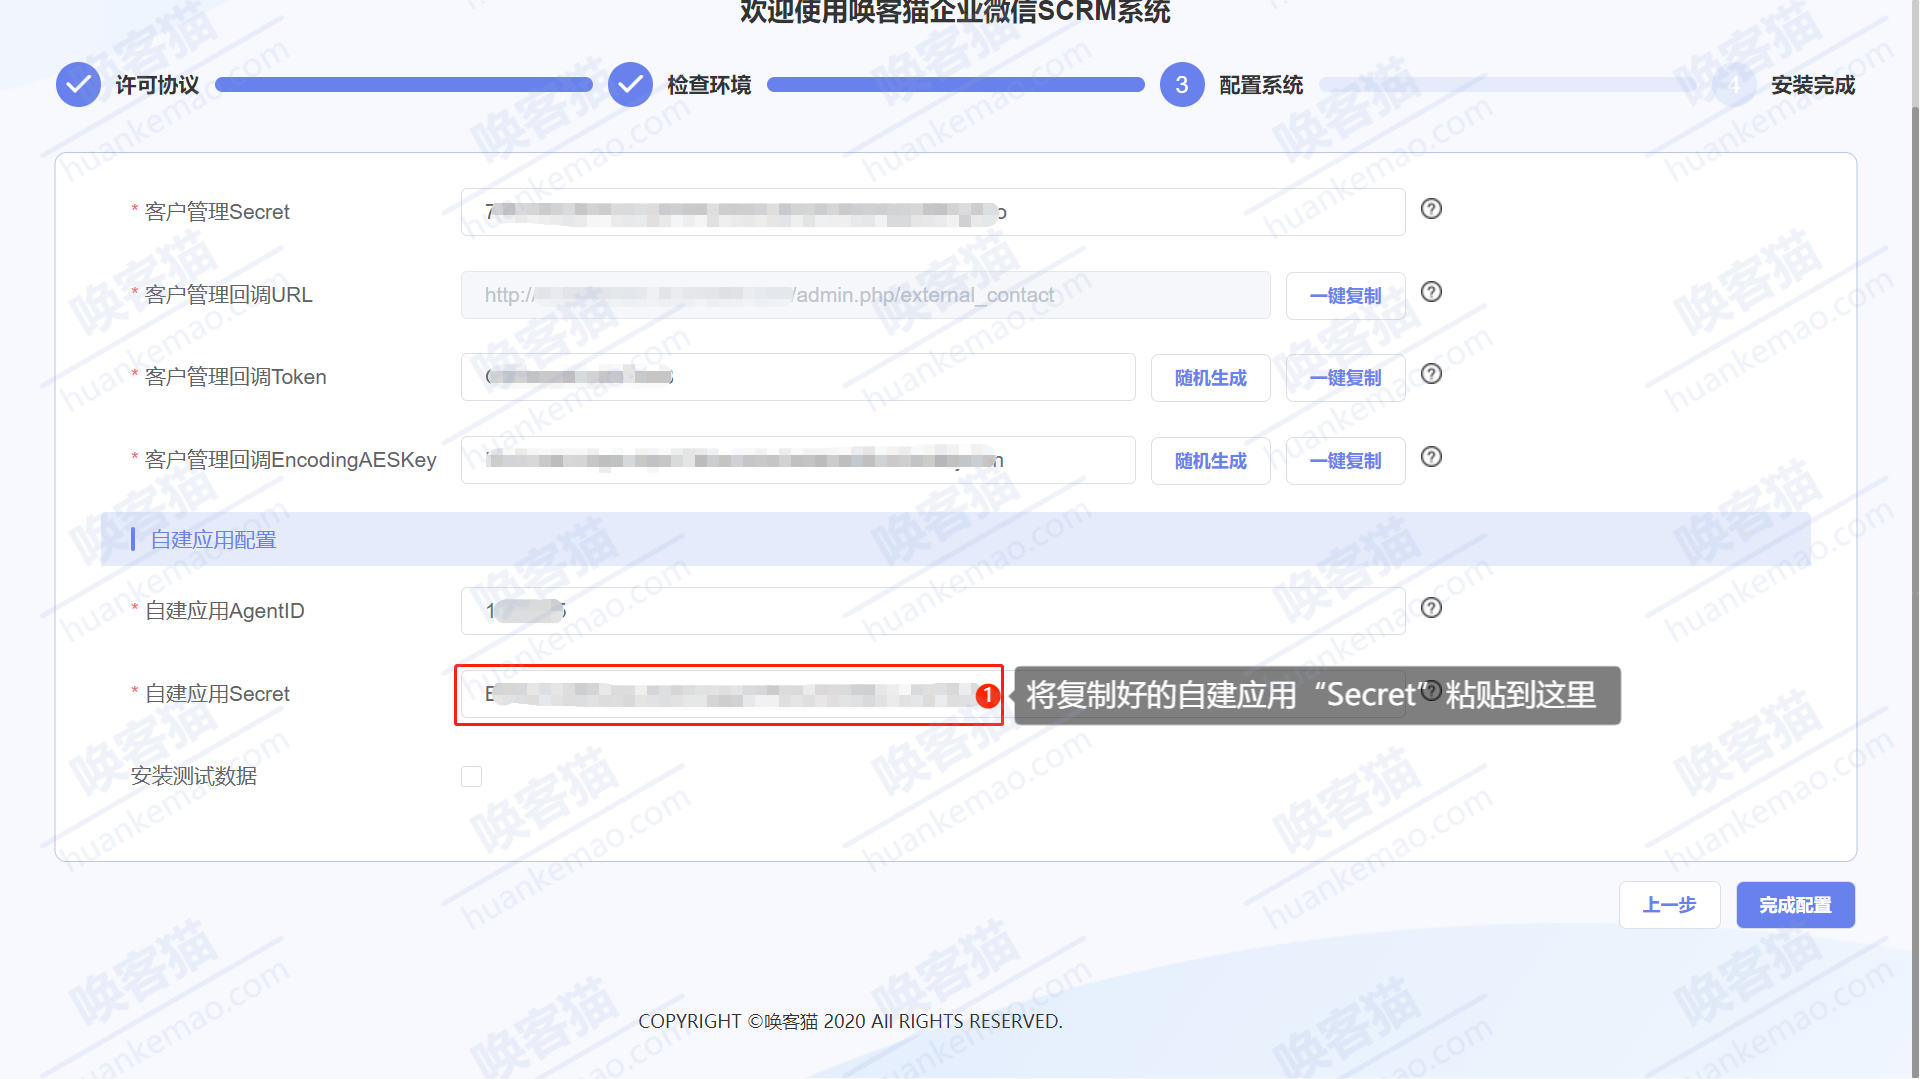 欢迎使用唤客猫企业微信SCRM系统
许可协议
检查环境
3 配置系统
4 安装完成
* 客户管理Secret
* 客户管理回调URL http:// /admin.php/external_contact 一键复制
* 客户管理回调Token 随机生成 一键复制
* 客户管理回调EncodingAESKey 随机生成 一键复制
自建应用配置
* 自建应用AgentID
* 自建应用Secret 1 将复制好的自建应用“Secret”粘贴到这里
安装测试数据
上一步 完成配置
COPYRIGHT ©唤客猫 2020 All RIGHTS RESERVED.
唤客猫
huankemao.com